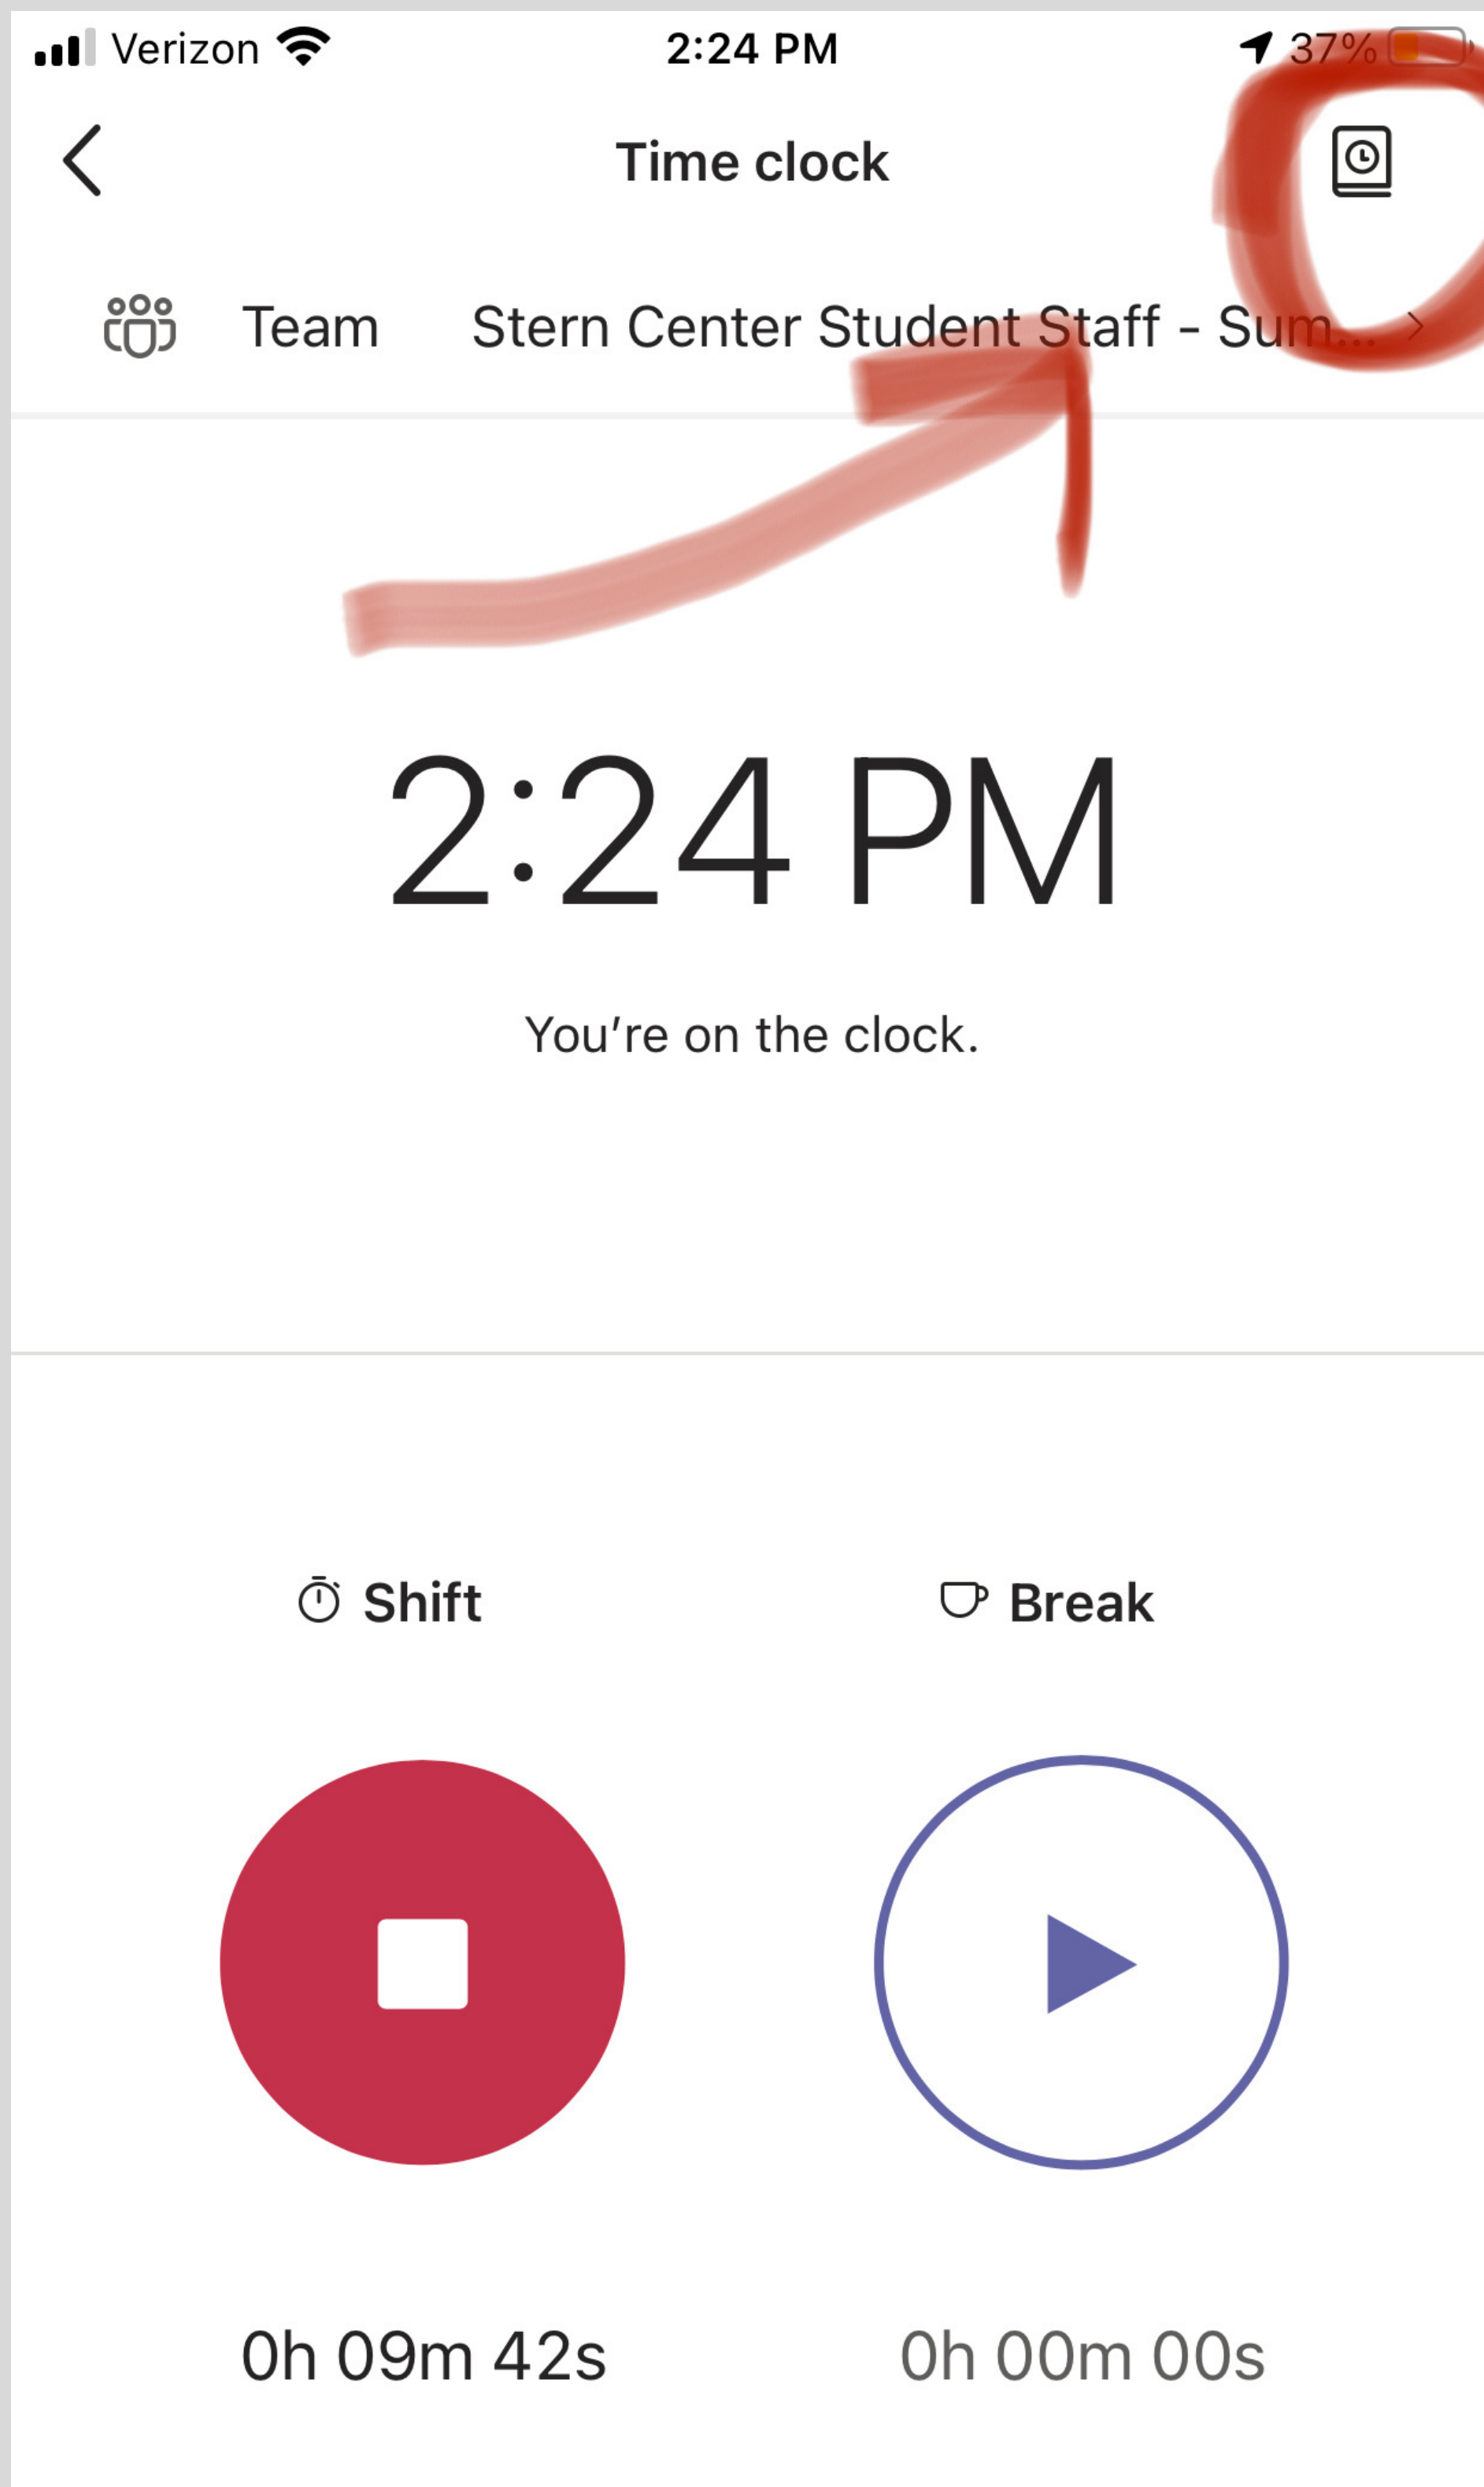 Verizon 2:24 PM 37%
Time clock
Team Stern Center Student Staff - Sum...
2:24 PM
You're on the clock.
Shift Break
0h 09m 42s 0h 00m 00s